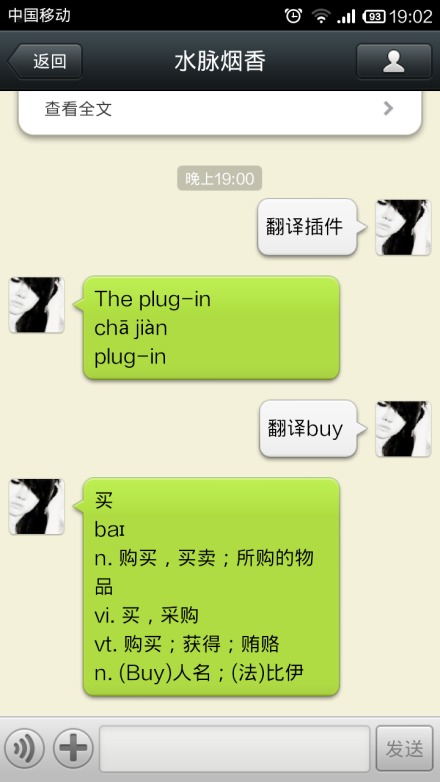 中国移动
93 19:02
返回
水脉烟香
查看全文
晚上19:00
翻译插件
The plug-in
chā jiàn
plug-in
翻译buy
买
baɪ
n. 购买，买卖；所购的物
品
vi. 买，采购
vt. 购买；获得；贿赂
n. (Buy)人名；(法)比伊
发送